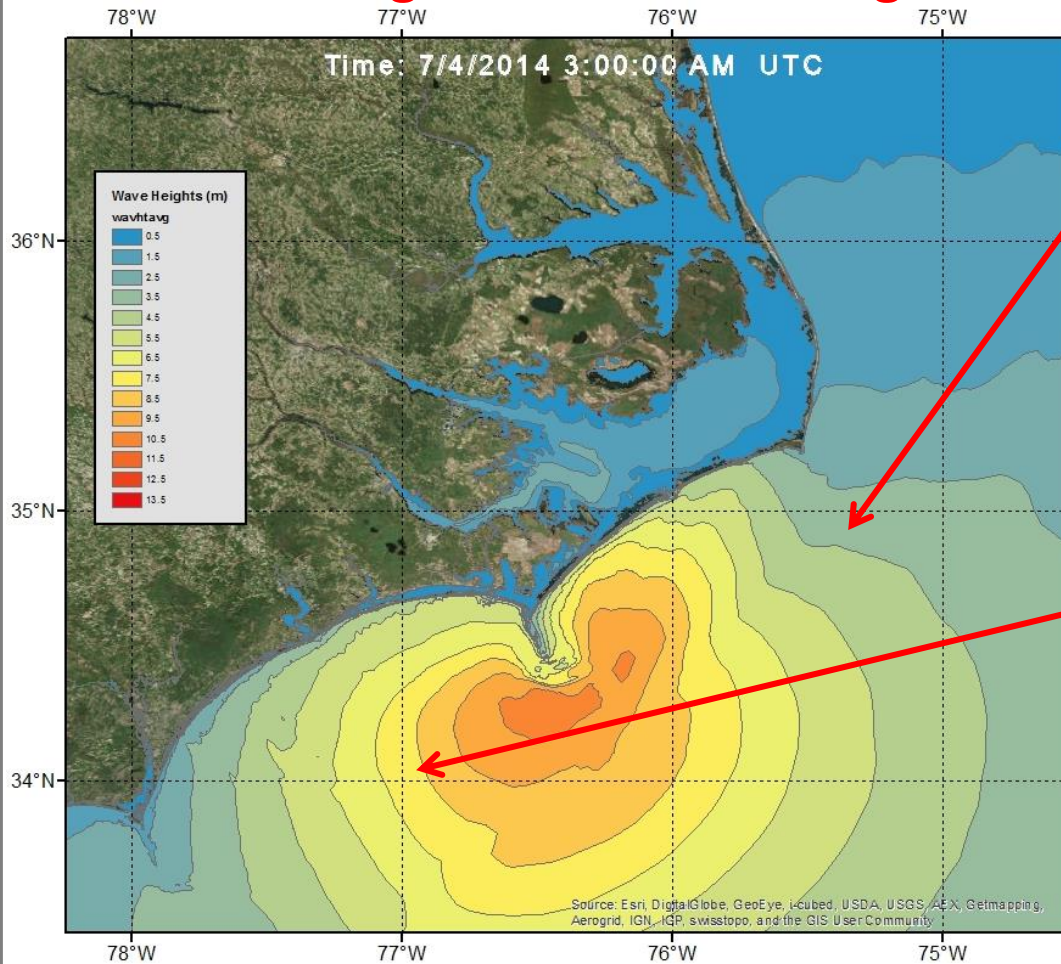 78°W 77°W 76°W 75°W
Time: 7/4/2014 3:00:00 AM UTC
Wave Heights (m)
wavhtavg
0.5
1.5
2.5
3.5
4.5
5.5
6.5
7.5
8.5
9.5
10.5
11.5
12.5
13.5
36°N
35°N
34°N
Source: Esri, DigitalGlobe, GeoEye, i-cubed, USDA, USGS, AEX, Getmapping,
Aerogrid, IGN, IGP, swisstopo, and the GIS User Community
78°W 77°W 76°W 75°W